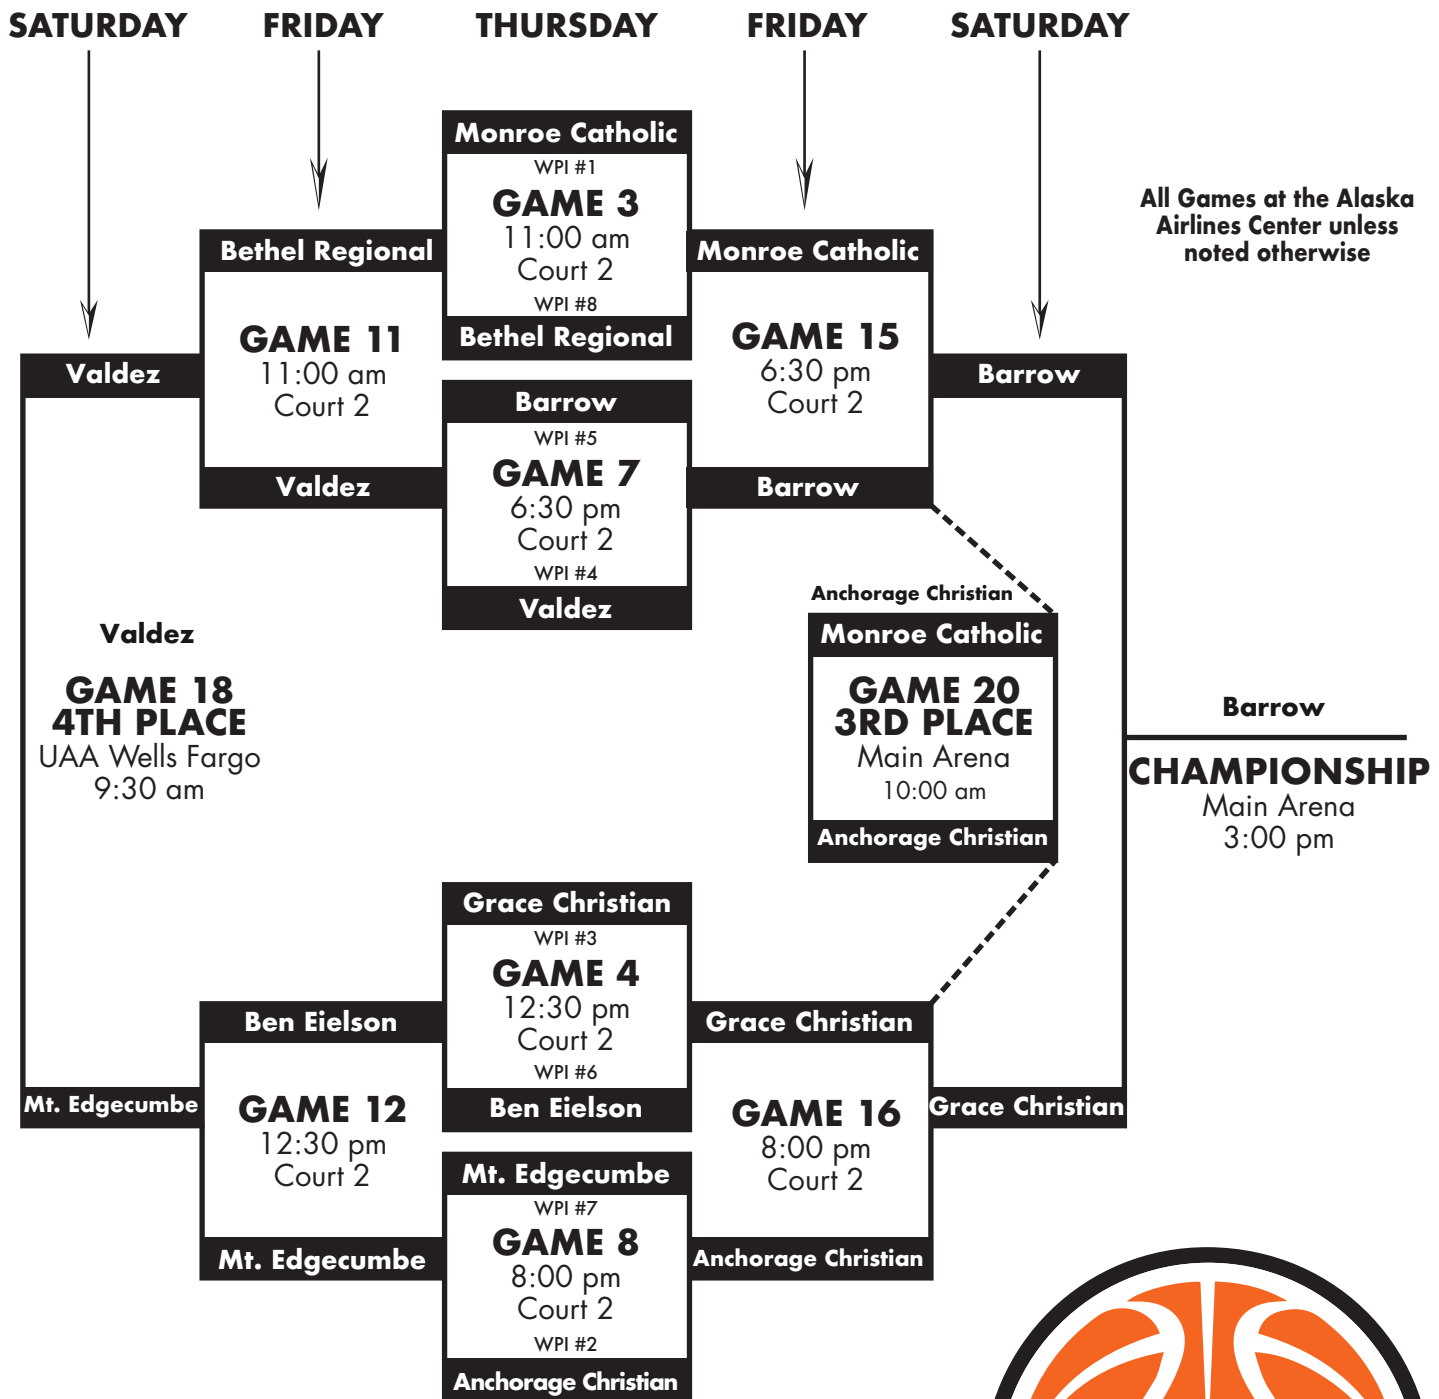 SATURDAY
FRIDAY
THURSDAY
FRIDAY
SATURDAY
All Games at the Alaska
Airlines Center unless
noted otherwise
Monroe Catholic
WPI #1
GAME 3
11:00 am
Court 2
WPI #8
Bethel Regional
Barrow
WPI #5
GAME 7
6:30 pm
Court 2
WPI #4
Valdez
Bethel Regional
GAME 11
11:00 am
Court 2
Valdez
Monroe Catholic
GAME 15
6:30 pm
Court 2
Barrow
Valdez
Valdez
GAME 18
4TH PLACE
UAA Wells Fargo
9:30 am
Mt. Edgecumbe
Barrow
Anchorage Christian
Monroe Catholic
GAME 20
3RD PLACE
Main Arena
10:00 am
Anchorage Christian
Barrow
CHAMPIONSHIP
Main Arena
3:00 pm
Grace Christian
WPI #3
GAME 4
12:30 pm
Court 2
WPI #6
Ben Eielson
Mt. Edgecumbe
WPI #7
GAME 8
8:00 pm
Court 2
WPI #2
Anchorage Christian
Ben Eielson
GAME 12
12:30 pm
Court 2
Mt. Edgecumbe
Grace Christian
GAME 16
8:00 pm
Court 2
Anchorage Christian
Grace Christian